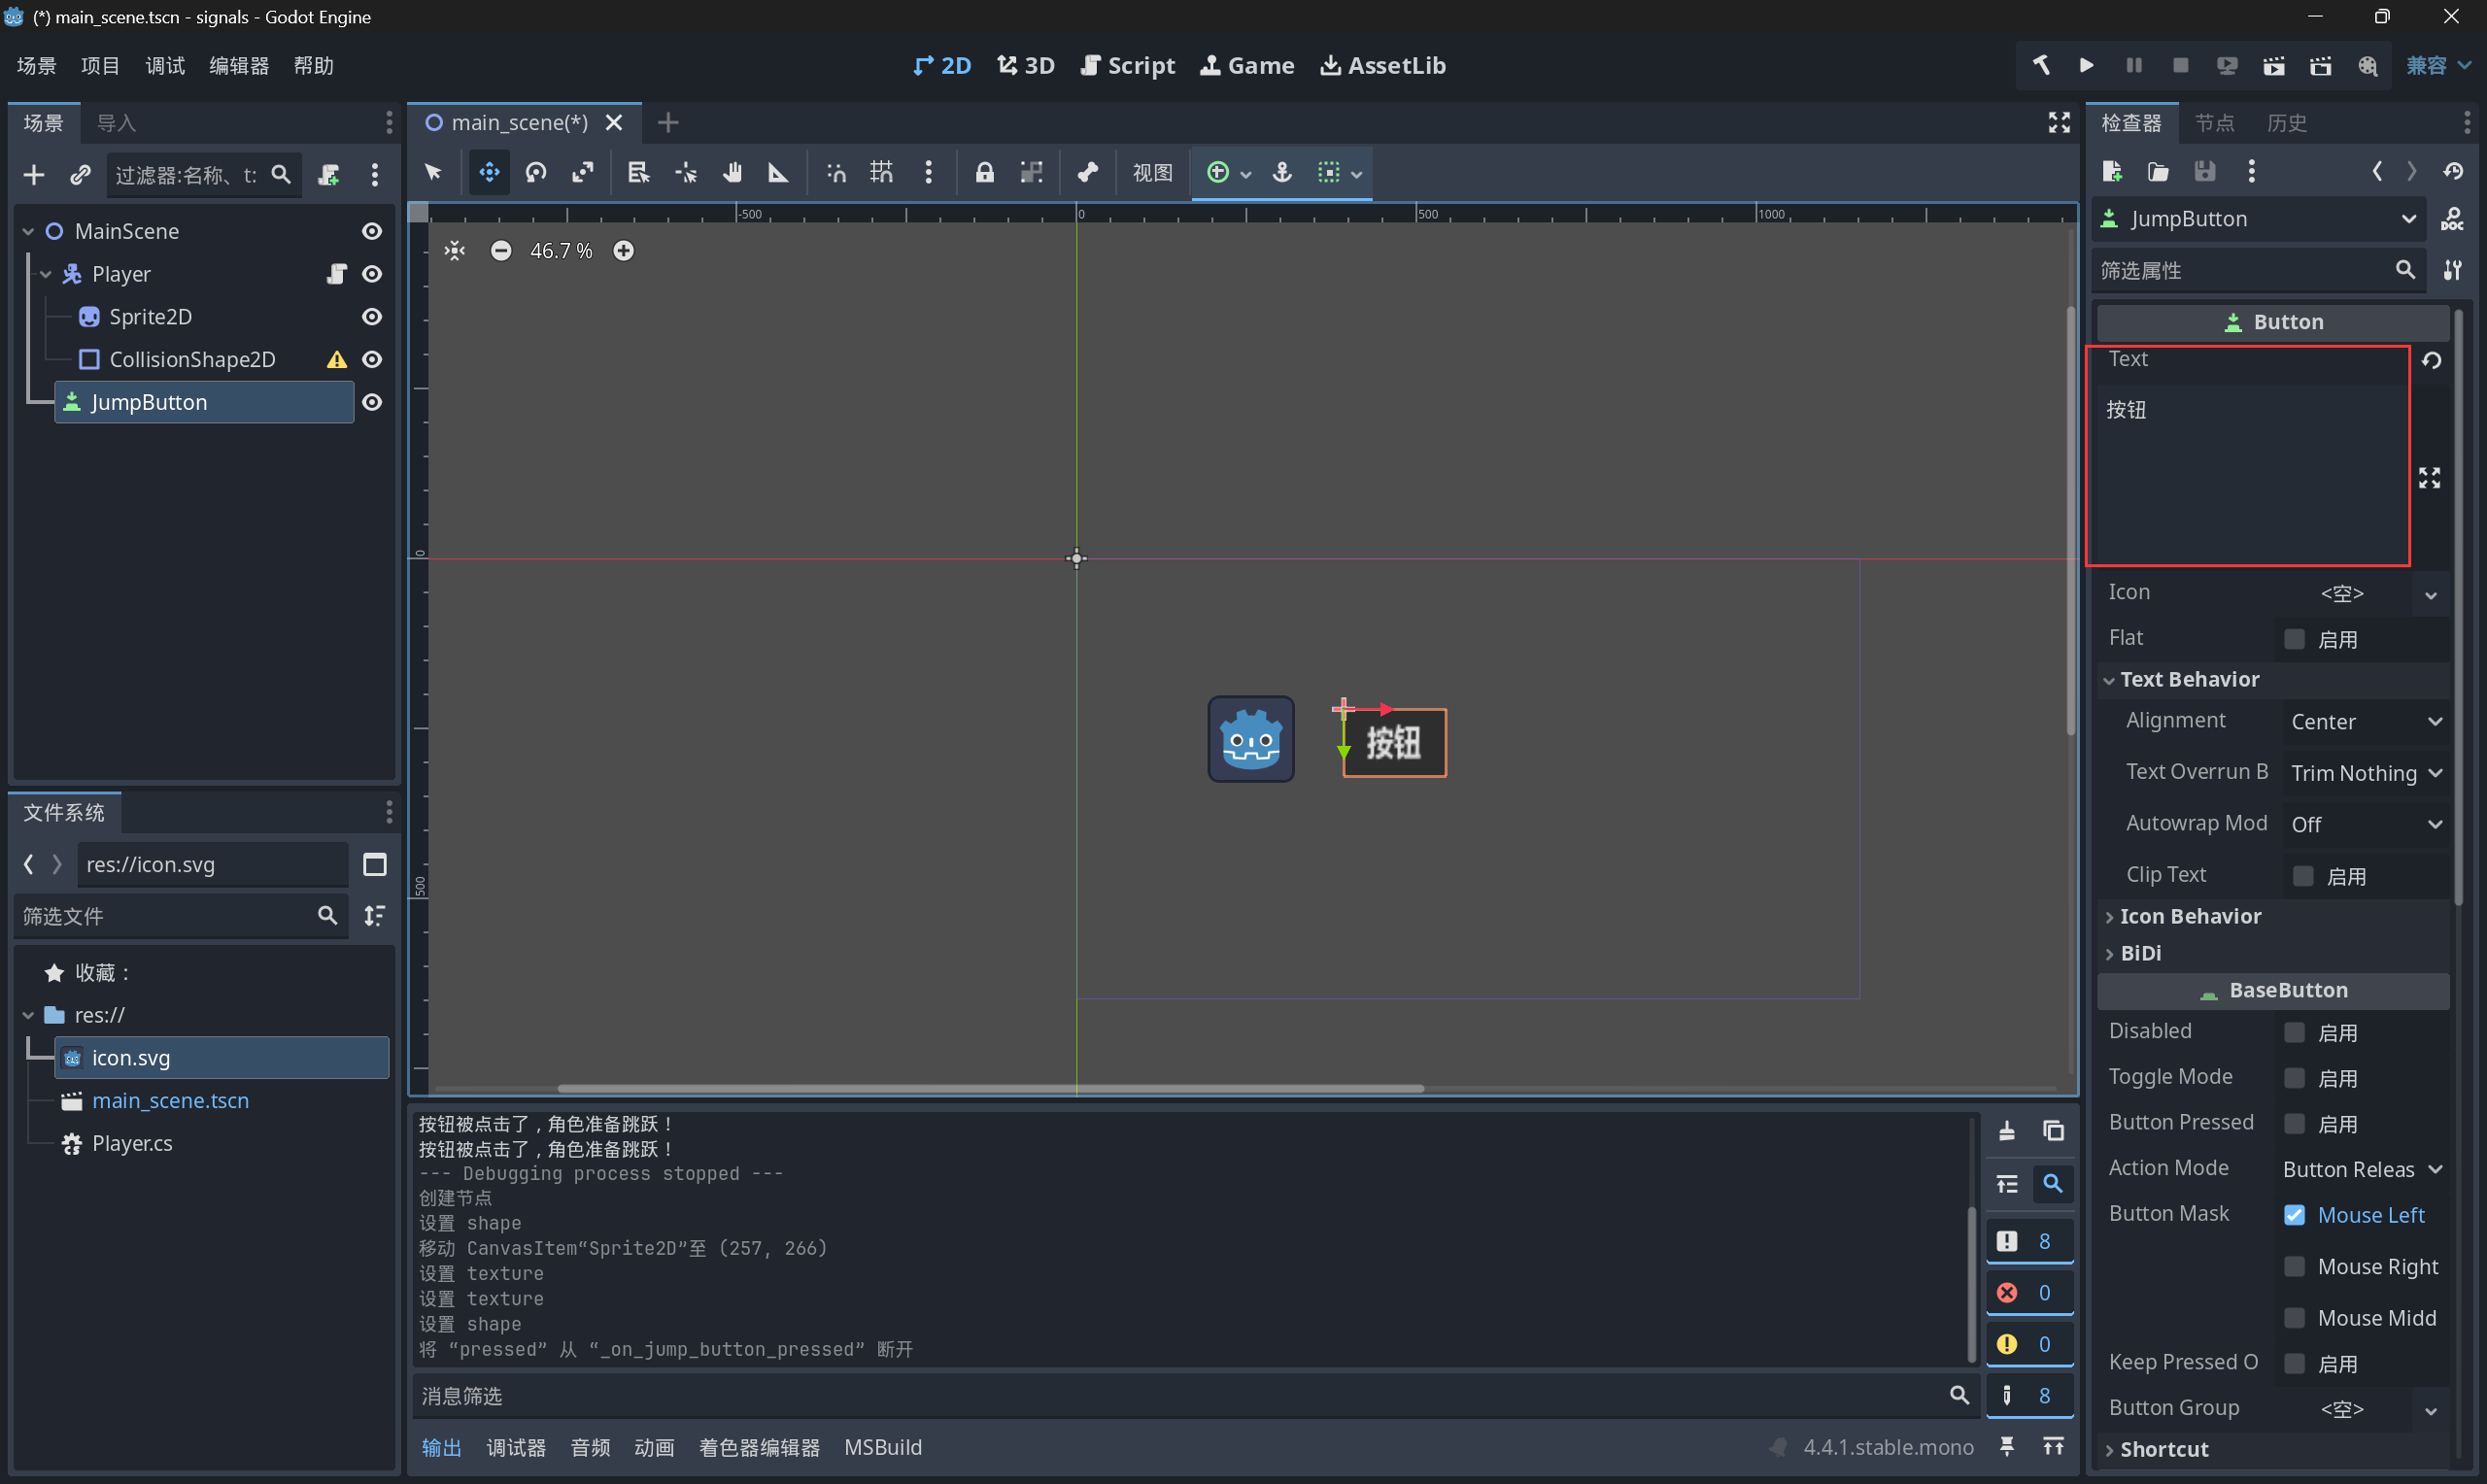 (*) main_scene.tscn - signals - Godot Engine
场景 项目 调试 编辑器 帮助
2D 3D Script Game AssetLib
兼容
场景 导入
过滤器:名称、t:
MainScene
Player
Sprite2D
CollisionShape2D
JumpButton
文件系统
res://icon.svg
筛选文件
收藏：
res://
icon.svg
main_scene.tscn
Player.cs
main_scene(*)
视图
-500 0 500 1000
46.7 %
0
500
按钮
按钮被点击了，角色准备跳跃！
按钮被点击了，角色准备跳跃！
--- Debugging process stopped ---
创建节点
设置 shape
移动 CanvasItem“Sprite2D”至 (257, 266)
设置 texture
设置 texture
设置 shape
将 “pressed” 从 “_on_jump_button_pressed” 断开
8
0
0
8
消息筛选
输出 调试器 音频 动画 着色器编辑器 MSBuild
4.4.1.stable.mono
检查器 节点 历史
JumpButton
DOC
筛选属性
Button
Text
按钮
Icon <空>
Flat 启用
Text Behavior
Alignment Center
Text Overrun B Trim Nothing
Autowrap Mod Off
Clip Text 启用
Icon Behavior
BiDi
BaseButton
Disabled 启用
Toggle Mode 启用
Button Pressed 启用
Action Mode Button Releas
Button Mask Mouse Left
Mouse Right
Mouse Midd
Keep Pressed O 启用
Button Group <空>
Shortcut